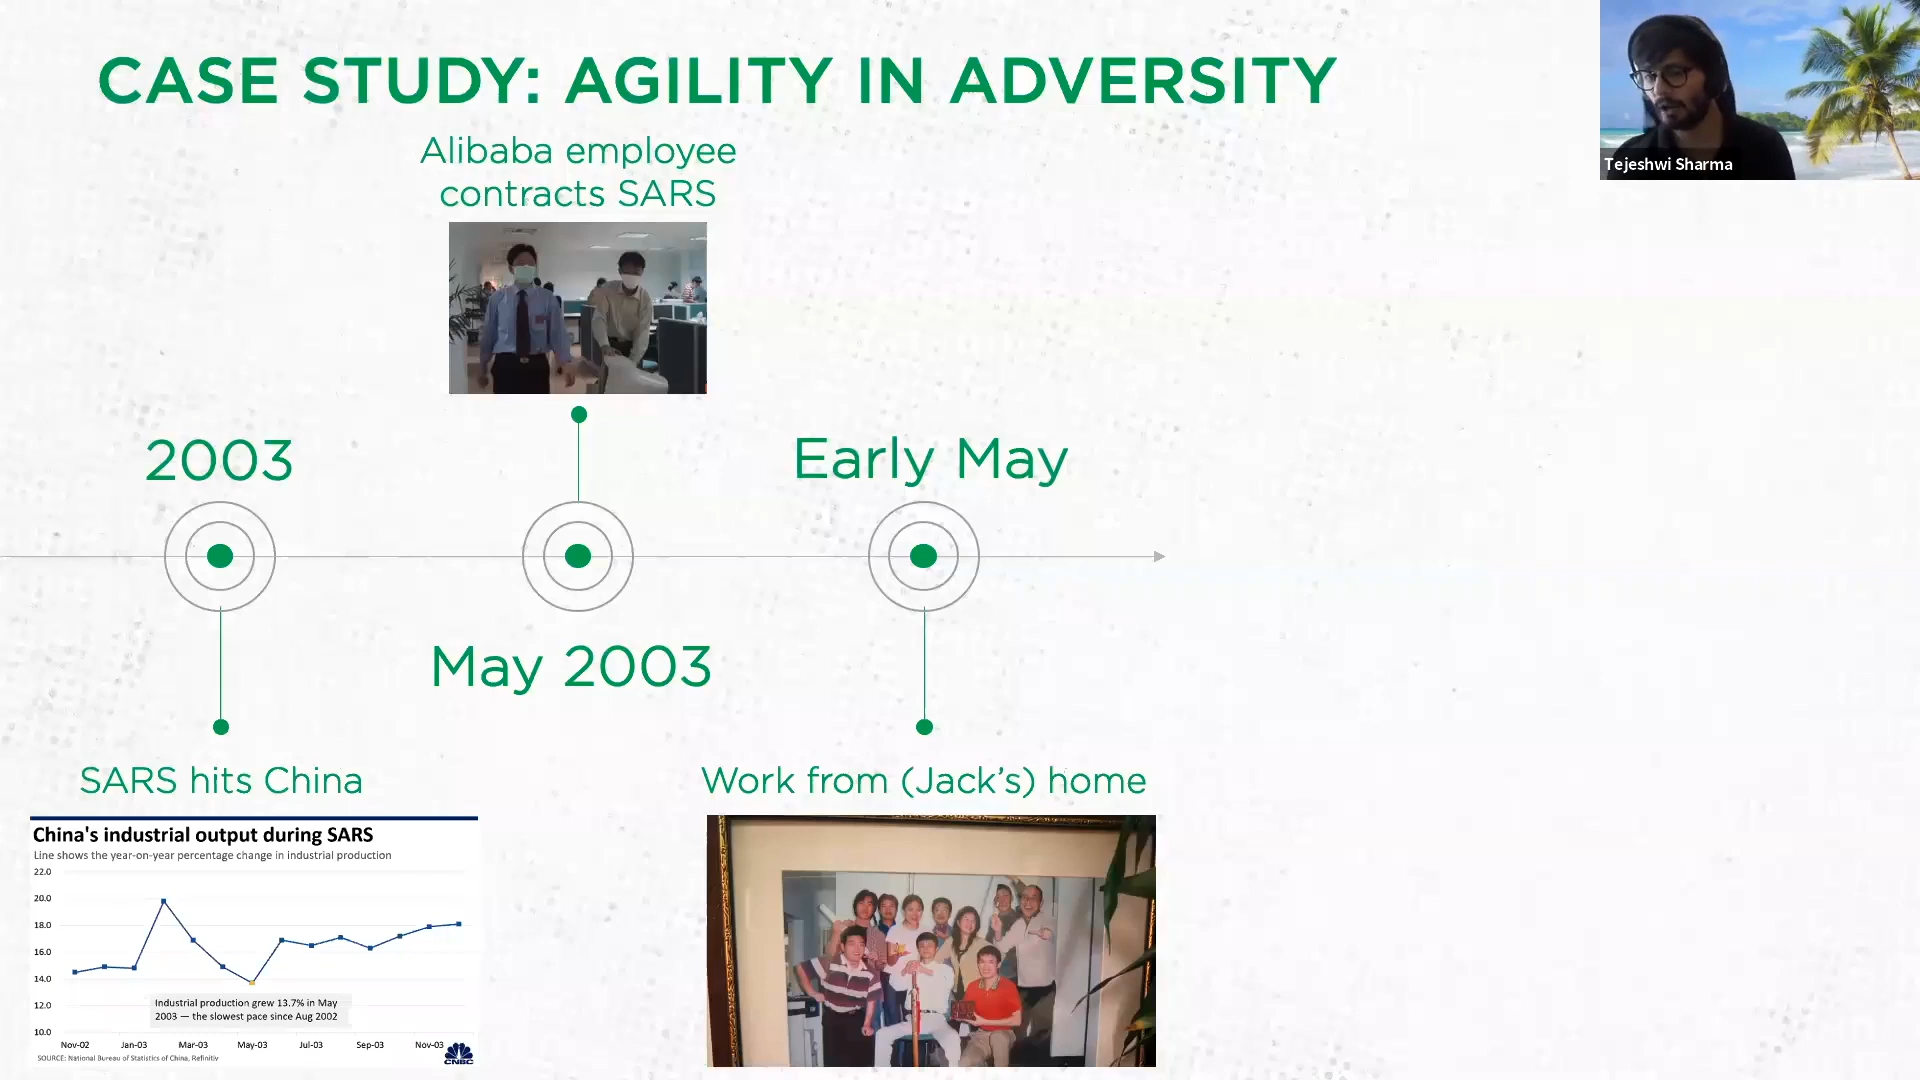 CASE STUDY: AGILITY IN ADVERSITY
Tejeshwi Sharma
Alibaba employee
contracts SARS
2003
Early May
May 2003
SARS hits China
Work from (Jack's) home
China's industrial output during SARS
Line shows the year-on-year percentage change in industrial production
22.0
20.0
18.0
16.0
14.0
12.0
10.0
Industrial production grew 13.7% in May
2003 — the slowest pace since Aug 2002
Nov-02 Jan-03 Mar-03 May-03 Jul-03 Sep-03 Nov-03
SOURCE: National Bureau of Statistics of China, Refinitiv
CNBC